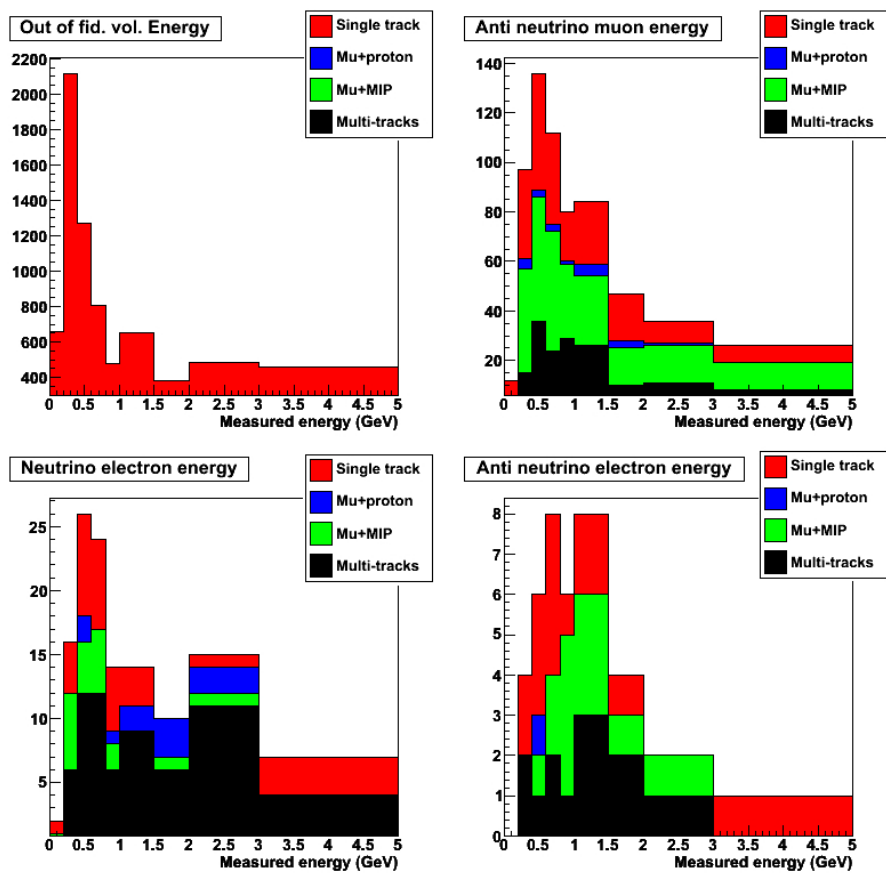 Out of fid. vol. Energy
Single track
Mu+proton
Mu+MIP
Multi-tracks
2200
2000
1800
1600
1400
1200
1000
800
600
400
0 0.5 1 1.5 2 2.5 3 3.5 4 4.5 5
Measured energy (GeV)
Anti neutrino muon energy
Single track
Mu+proton
Mu+MIP
Multi-tracks
140
120
100
80
60
40
20
0 0.5 1 1.5 2 2.5 3 3.5 4 4.5 5
Measured energy (GeV)
Neutrino electron energy
Single track
Mu+proton
Mu+MIP
Multi-tracks
25
20
15
10
5
0 0.5 1 1.5 2 2.5 3 3.5 4 4.5 5
Measured energy (GeV)
Anti neutrino electron energy
Single track
Mu+proton
Mu+MIP
Multi-tracks
8
7
6
5
4
3
2
1
0
0 0.5 1 1.5 2 2.5 3 3.5 4 4.5 5
Measured energy (GeV)